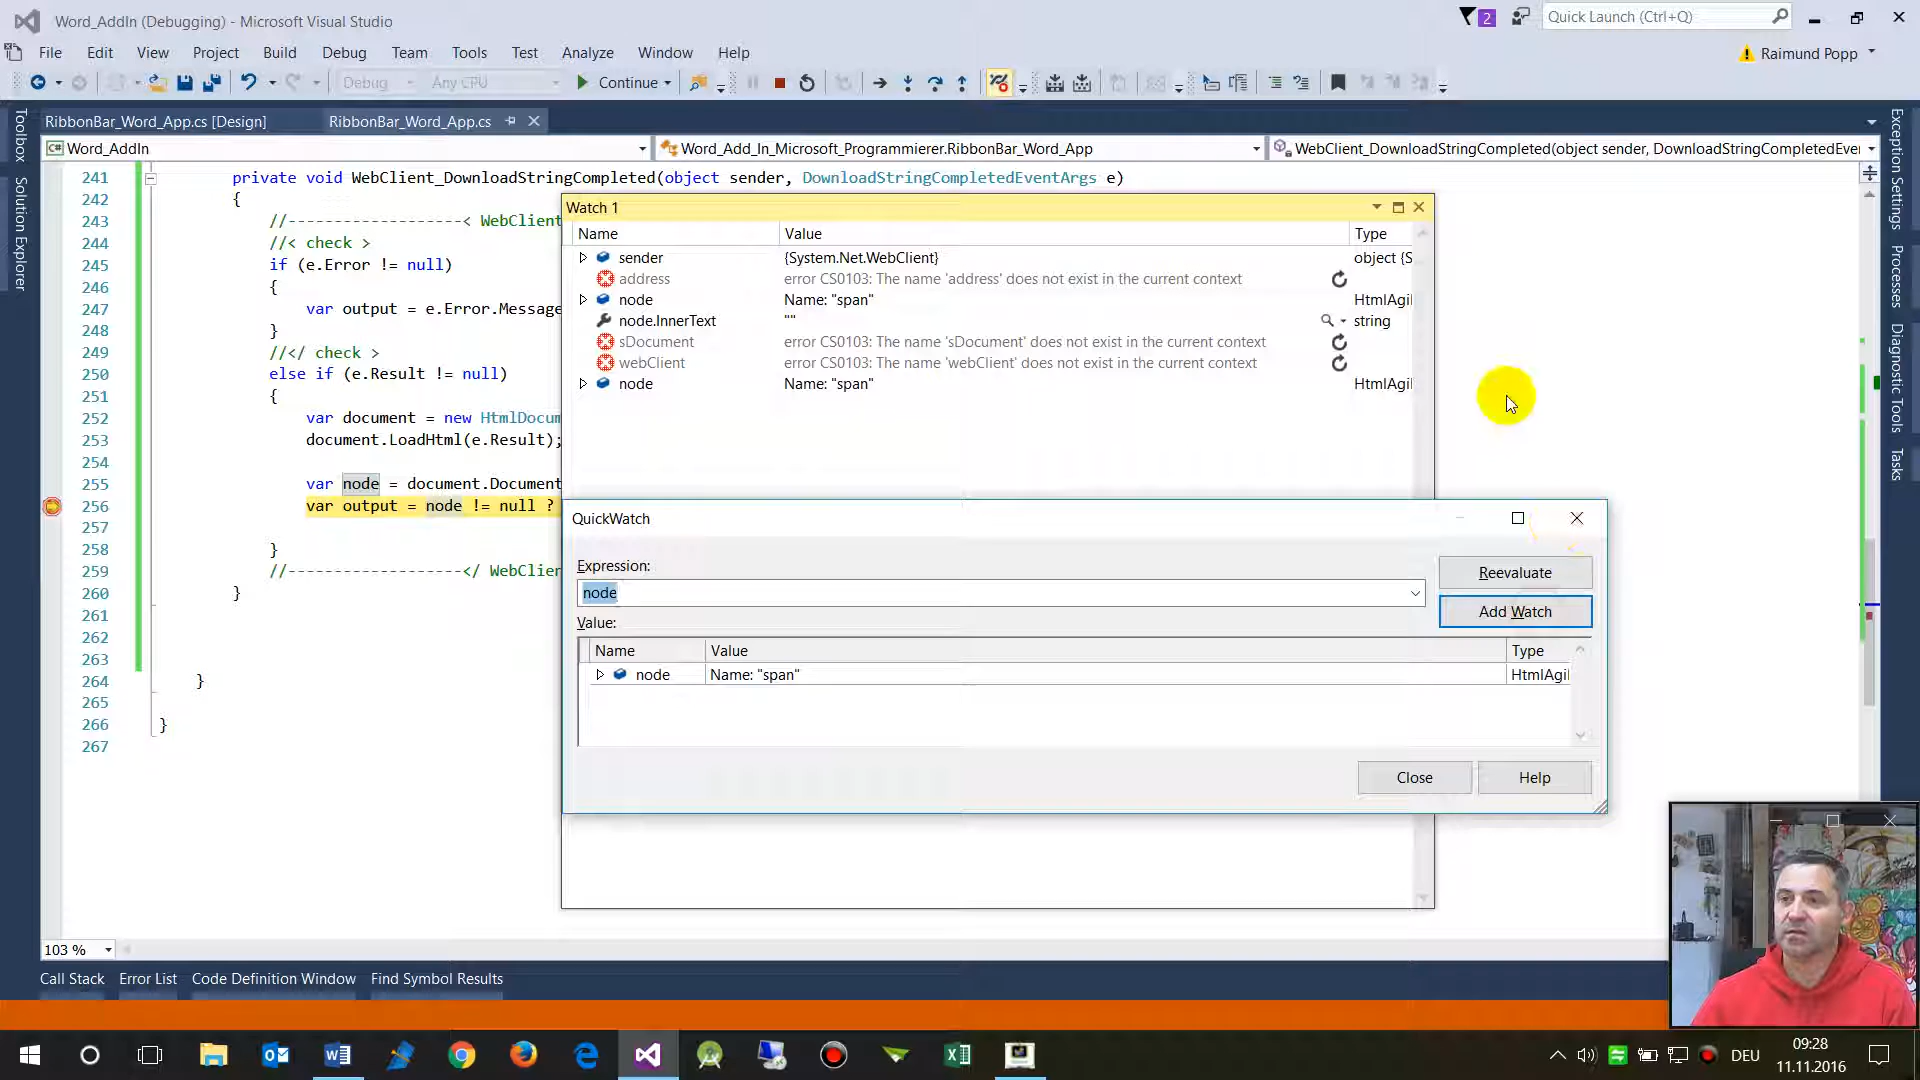 Word_AddIn (Debugging) - Microsoft Visual Studio
2
Quick Launch (Ctrl+Q)
File Edit View Project Build Debug Team Tools Test Analyze Window Help
Raimund Popp
Debug Any CPU Continue
RibbonBar_Word_App.cs [Design] RibbonBar_Word_App.cs
Word_AddIn Word_Add_In_Microsoft_Programmierer.RibbonBar_Word_App WebClient_DownloadStringCompleted(object sender, DownloadStringCompletedEve
Toolbox
Solution Explorer
Exception Settings
Processes
Diagnostic Tools
Tasks
241 private void WebClient_DownloadStringCompleted(object sender, DownloadStringCompletedEventArgs e)
242 {
243 //-------------------< WebClient
244 //< check >
245 if (e.Error != null)
246 {
247 var output = e.Error.Message
248 }
249 //</ check >
250 else if (e.Result != null)
251 {
252 var document = new HtmlDocum
253 document.LoadHtml(e.Result);
254
255 var node = document.Document
256 var output = node != null ?
257
258 }
259 //-------------------</ WebClien
260 }
261
262
263
264 }
265
266 }
267
Watch 1
Name Value Type
sender {System.Net.WebClient} object {S
address error CS0103: The name 'address' does not exist in the current context
node Name: "span" HtmlAgil
node.InnerText "" string
sDocument error CS0103: The name 'sDocument' does not exist in the current context
webClient error CS0103: The name 'webClient' does not exist in the current context
node Name: "span" HtmlAgil
QuickWatch
Expression:
node
Reevaluate
Add Watch
Value:
Name Value Type
node Name: "span" HtmlAgil
Close Help
103 %
Call Stack Error List Code Definition Window Find Symbol Results
DEU
09:28
11.11.2016